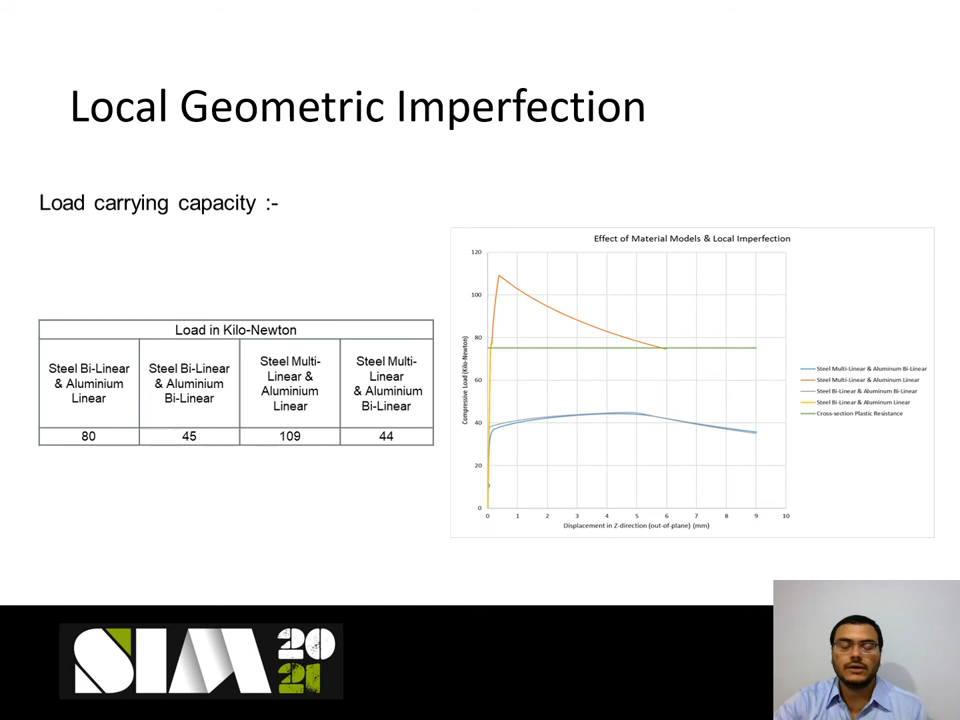 Local Geometric Imperfection
Load carrying capacity :-
Load in Kilo-Newton
Steel Bi-Linear
& Aluminium
Linear
Steel Bi-Linear
& Aluminium
Bi-Linear
Steel Multi-
Linear &
Aluminium
Linear
Steel Multi-
Linear
& Aluminium
Bi-Linear
80 45 109 44
Effect of Material Models & Local Imperfection
120
100
80
60
40
20
0
Compressive Load (Kilo-Newton)
0 1 2 3 4 5 6 7 8 9 10
Displacement in Z-direction (out-of-plane) (mm)
Steel Multi-Linear & Aluminum Bi-Linear
Steel Multi-Linear & Aluminum Linear
Steel Bi-Linear & Aluminum Bi-Linear
Steel Bi-Linear & Aluminum Linear
Cross-section Plastic Resistance
SIM 2021